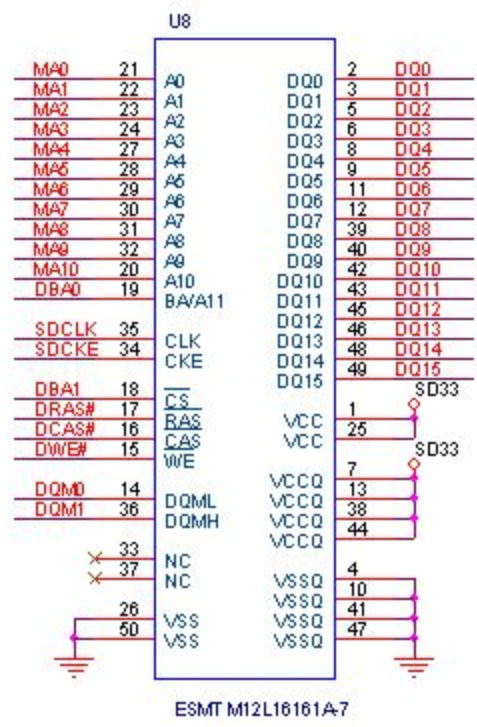 U8
MA0 21 A0 DQ0 2 DQ0
MA1 22 A1 DQ1 3 DQ1
MA2 23 A2 DQ2 5 DQ2
MA3 24 A3 DQ3 6 DQ3
MA4 27 A4 DQ4 8 DQ4
MA5 28 A5 DQ5 9 DQ5
MA6 29 A6 DQ6 11 DQ6
MA7 30 A7 DQ7 12 DQ7
MA8 31 A8 DQ8 39 DQ8
MA9 32 A9 DQ9 40 DQ9
MA10 20 A10 DQ10 42 DQ10
DBA0 19 BA/A11 DQ11 43 DQ11
DQ12 45 DQ12
SDCLK 35 CLK DQ13 46 DQ13
SDCKE 34 CKE DQ14 48 DQ14
DQ15 49 DQ15
DBA1 18 CS SD33
DRAS# 17 RAS VCC 1
DCAS# 16 CAS VCC 25
DWE# 15 WE SD33
VCCQ 7
DQM0 14 DQML VCCQ 13
DQM1 36 DQMH VCCQ 38
VCCQ 44
33 NC
37 NC VSSQ 4
VSSQ 10
26 VSS VSSQ 41
50 VSS VSSQ 47
ESMT M12L16161A-7